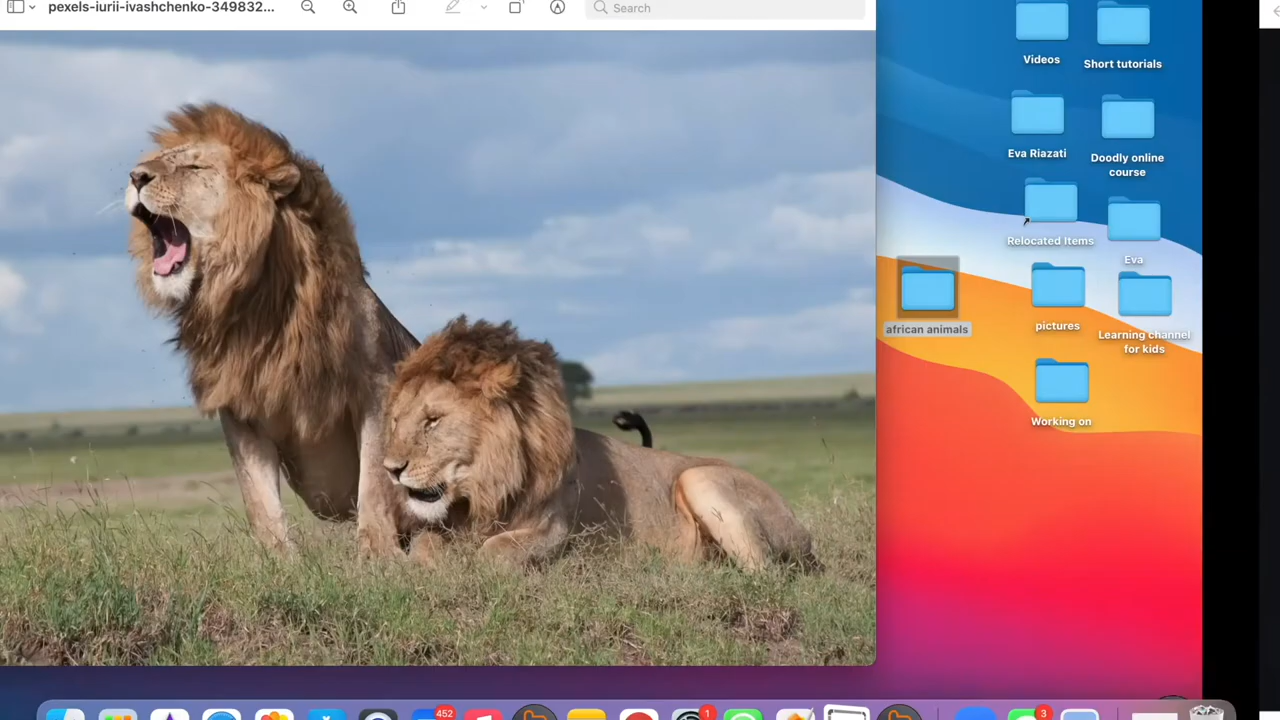 pexels-iurii-ivashchenko-349832...
Search
Videos
Short tutorials
Eva Riazati
Doodly online
course
Relocated Items
Eva
african animals
pictures
Learning channel
for kids
Working on
452
1
3